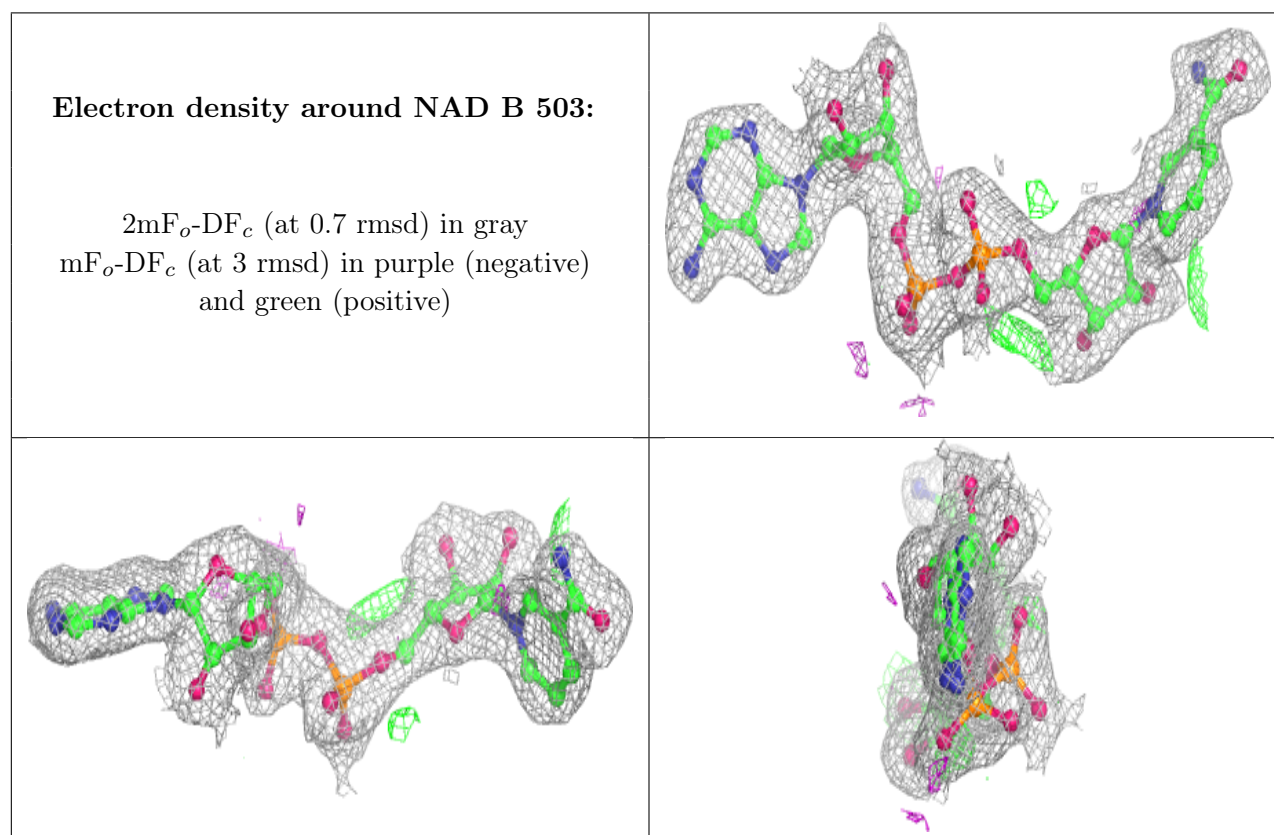 Electron density around NAD B 503:
2mFₒ-DF𝒸 (at 0.7 rmsd) in gray
mFₒ-DF𝒸 (at 3 rmsd) in purple (negative)
and green (positive)